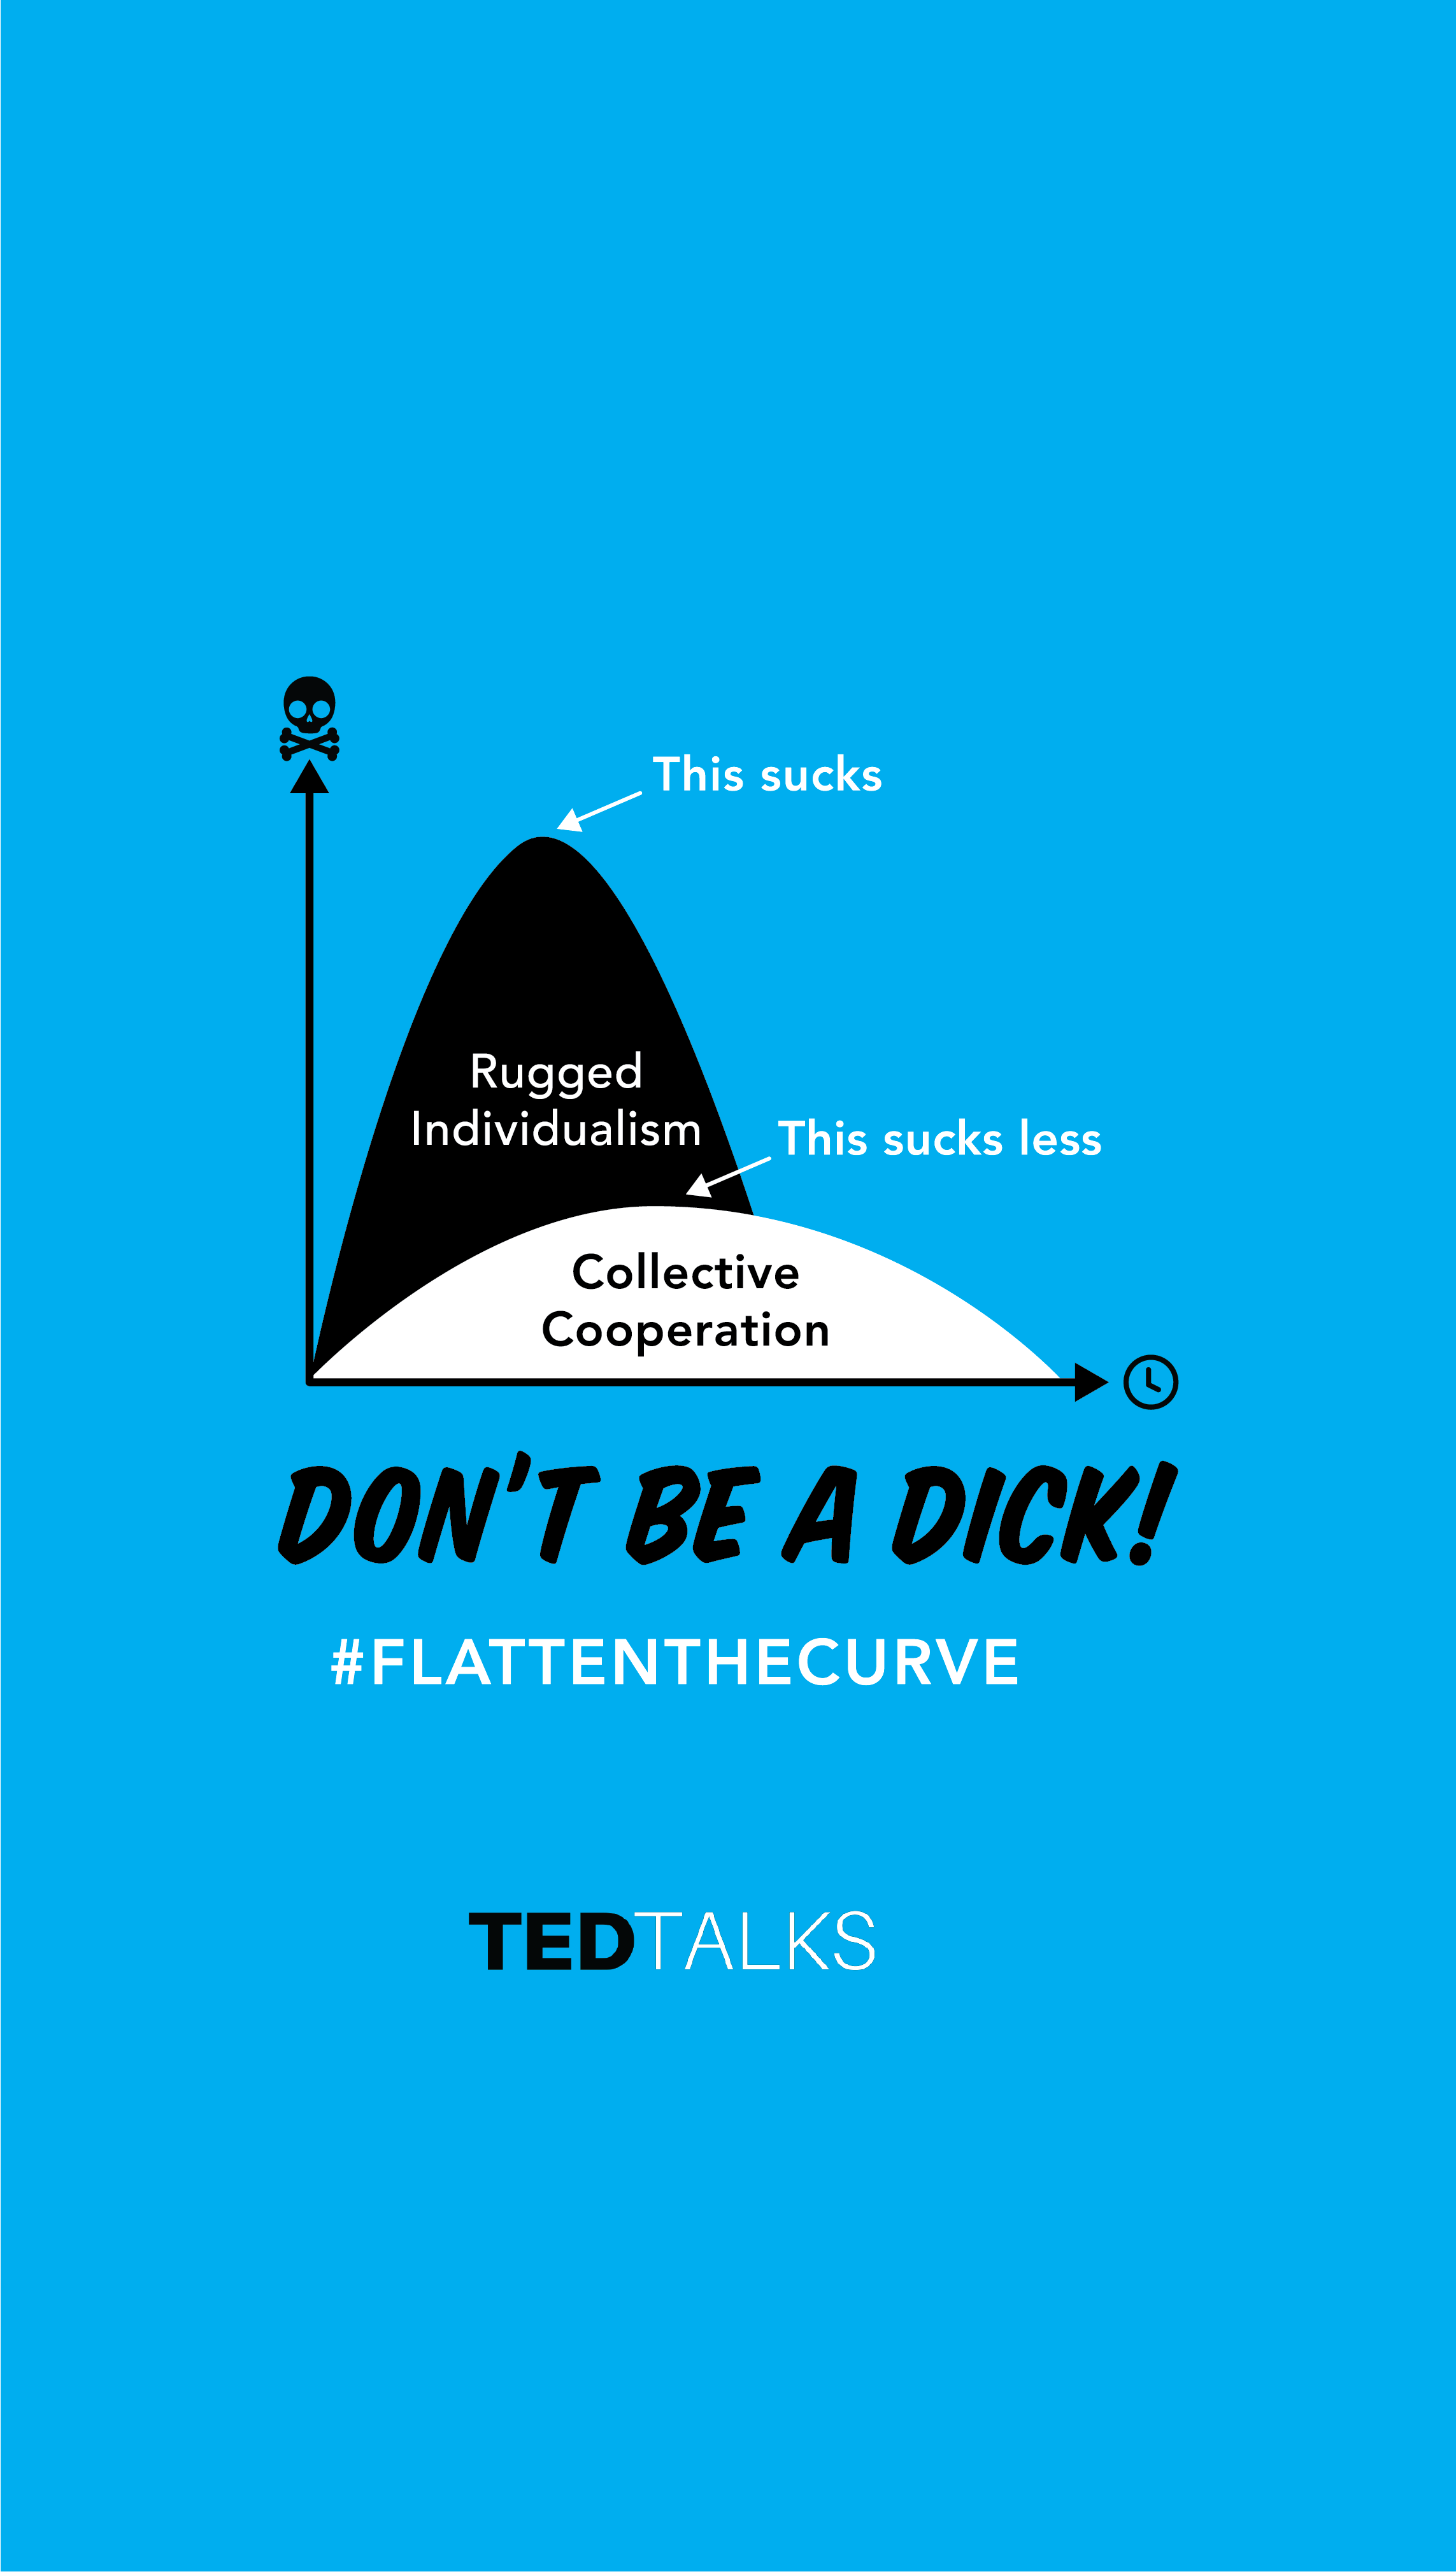 This sucks
Rugged
Individualism
This sucks less
Collective
Cooperation
DON'T BE A DICK!
#FLATTENTHECURVE
TEDTALKS